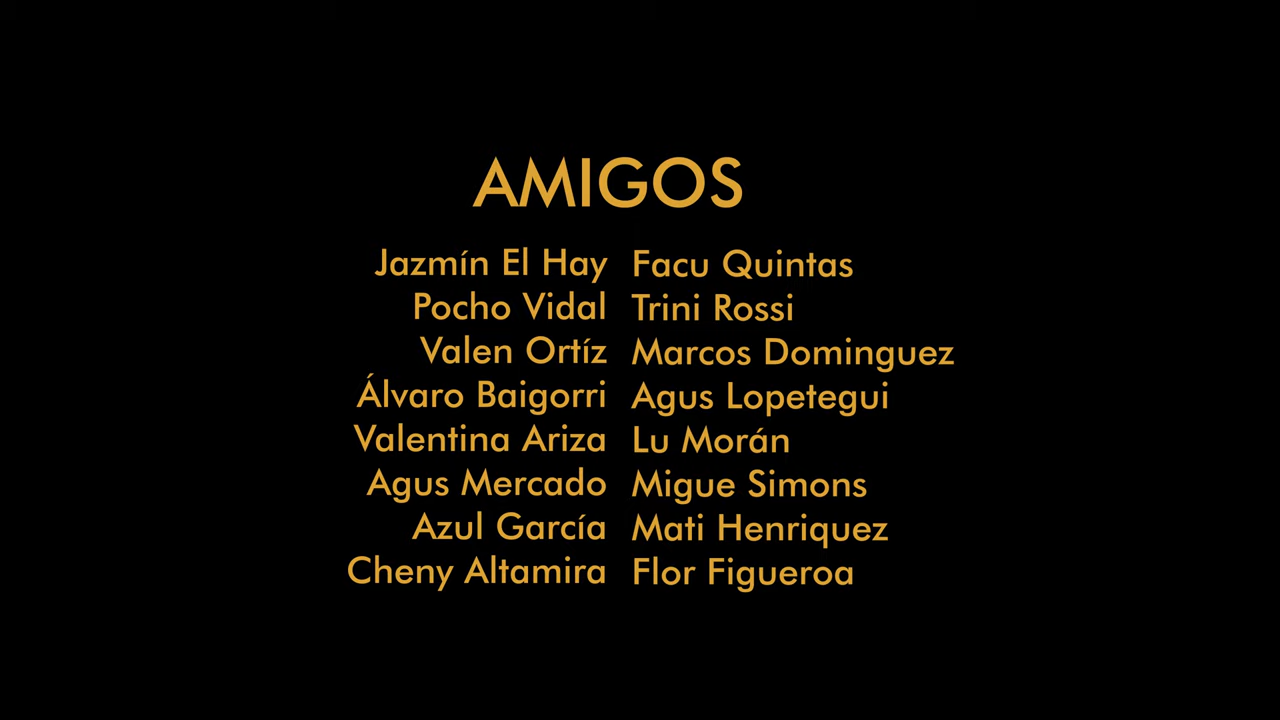 AMIGOS
Jazmín El Hay Facu Quintas
Pocho Vidal Trini Rossi
Valen Ortíz Marcos Dominguez
Álvaro Baigorri Agus Lopetegui
Valentina Ariza Lu Morán
Agus Mercado Migue Simons
Azul García Mati Henriquez
Cheny Altamira Flor Figueroa